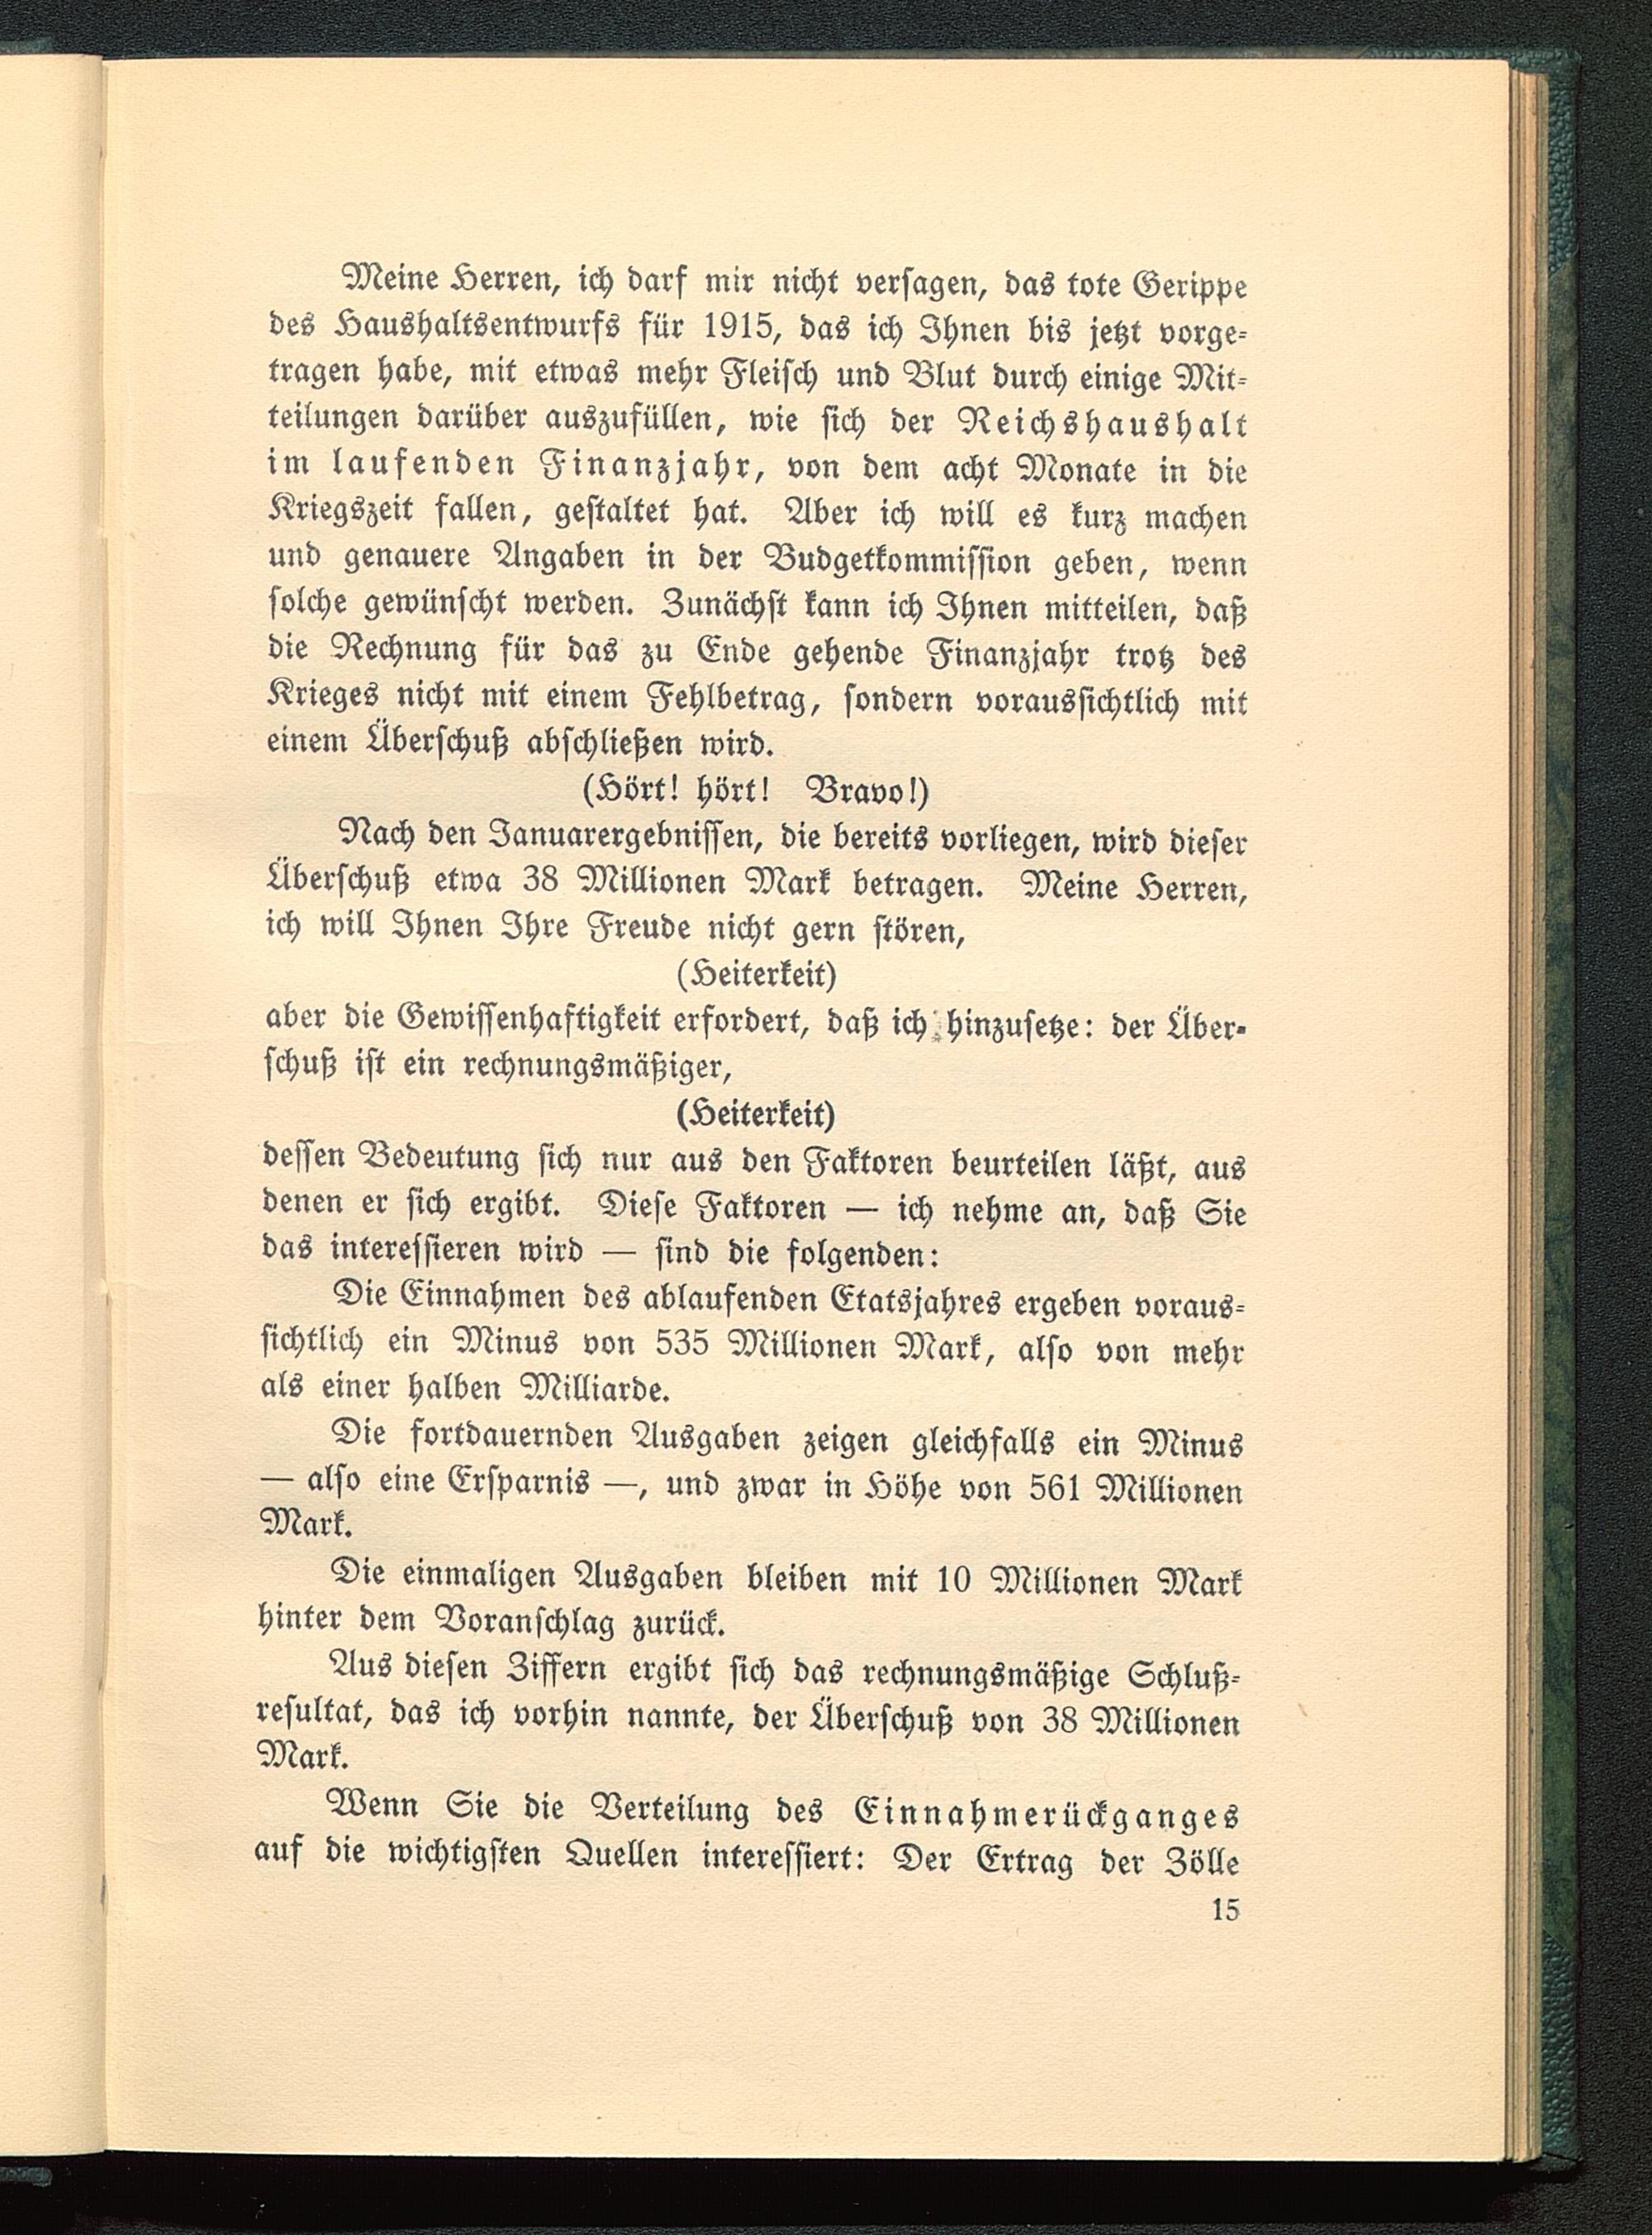 Meine Herren, ich darf mir nicht versagen, das tote Gerippe
des Haushaltsentwurfs für 1915, das ich Ihnen bis jetzt vorge-
tragen habe, mit etwas mehr Fleisch und Blut durch einige Mit-
teilungen darüber auszufüllen, wie sich der Reichshaushalt
im laufenden Finanzjahr, von dem acht Monate in die
Kriegszeit fallen, gestaltet hat. Aber ich will es kurz machen
und genauere Angaben in der Budgetkommission geben, wenn
solche gewünscht werden. Zunächst kann ich Ihnen mitteilen, daß
die Rechnung für das zu Ende gehende Finanzjahr trotz des
Krieges nicht mit einem Fehlbetrag, sondern voraussichtlich mit
einem Überschuß abschließen wird.
(Hört! hört! Bravo!)
Nach den Januarergebnissen, die bereits vorliegen, wird dieser
Überschuß etwa 38 Millionen Mark betragen. Meine Herren,
ich will Ihnen Ihre Freude nicht gern stören,
(Heiterkeit)
aber die Gewissenhaftigkeit erfordert, daß ich hinzusetze: der Über-
schuß ist ein rechnungsmäßiger,
(Heiterkeit)
dessen Bedeutung sich nur aus den Faktoren beurteilen läßt, aus
denen er sich ergibt. Diese Faktoren — ich nehme an, daß Sie
das interessieren wird — sind die folgenden:
Die Einnahmen des ablaufenden Etatsjahres ergeben voraus-
sichtlich ein Minus von 535 Millionen Mark, also von mehr
als einer halben Milliarde.
Die fortdauernden Ausgaben zeigen gleichfalls ein Minus
— also eine Ersparnis —, und zwar in Höhe von 561 Millionen
Mark.
Die einmaligen Ausgaben bleiben mit 10 Millionen Mark
hinter dem Voranschlag zurück.
Aus diesen Ziffern ergibt sich das rechnungsmäßige Schluß-
resultat, das ich vorhin nannte, der Überschuß von 38 Millionen
Mark.
Wenn Sie die Verteilung des Einnahmerückganges
auf die wichtigsten Quellen interessiert: Der Ertrag der Zölle
15